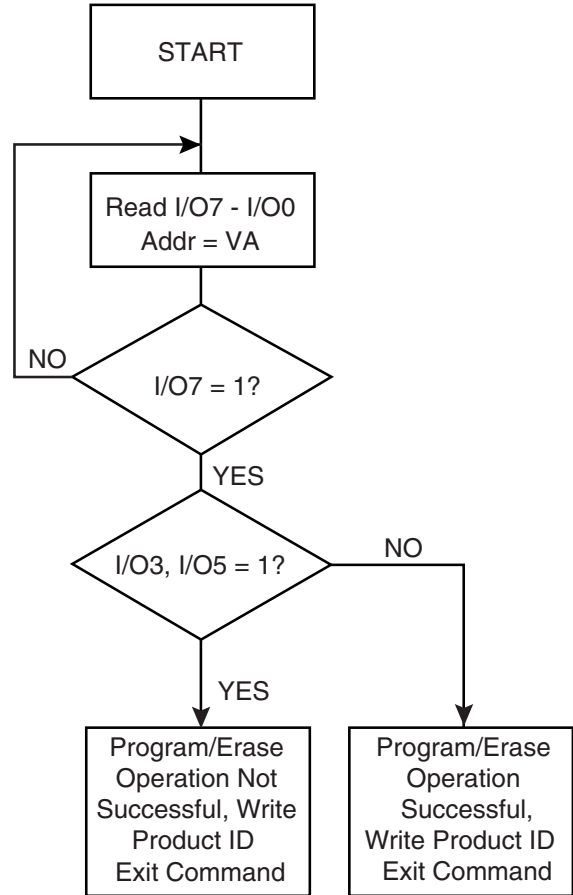 START
Read I/O7 - I/O0
Addr = VA
NO
I/O7 = 1?
YES
I/O3, I/O5 = 1?
NO
YES
Program/Erase
Operation Not
Successful, Write
Product ID
Exit Command
Program/Erase
Operation
Successful,
Write Product ID
Exit Command